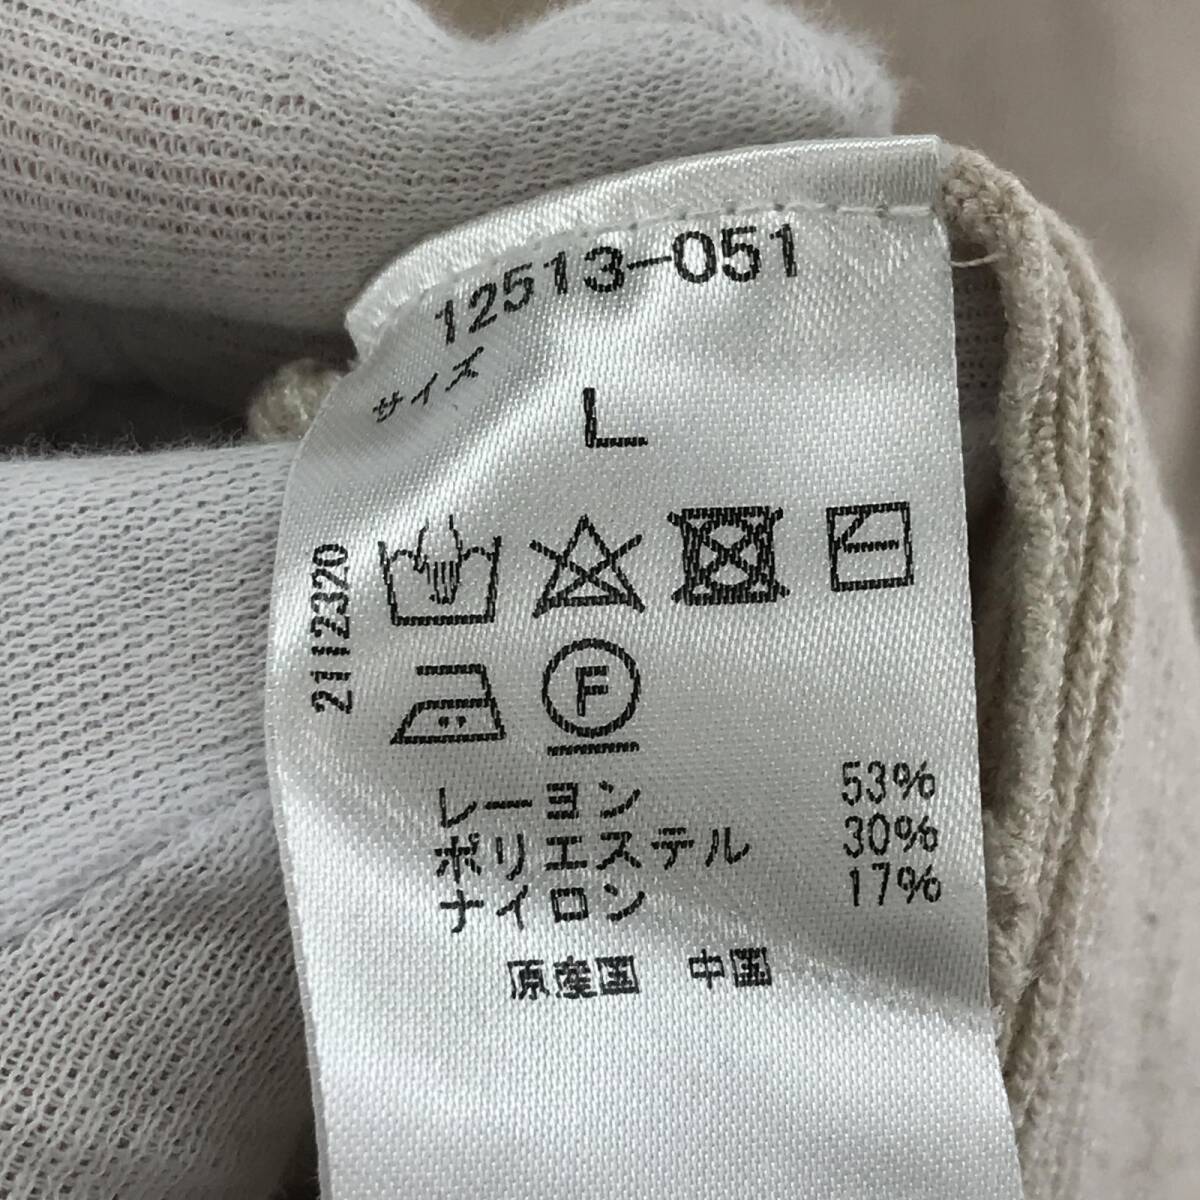 12513-051
サイズ
L
2112320
F
レーヨン 53%
ポリエステル 30%
ナイロン 17%
原産国 中国